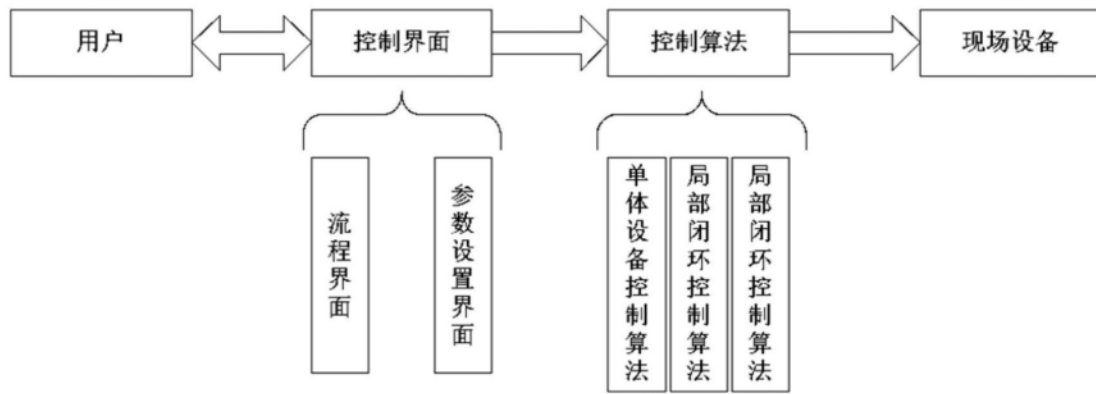 用户
控制界面
控制算法
现场设备
流程界面
参数设置界面
单体设备控制算法
局部闭环控制算法
局部闭环控制算法